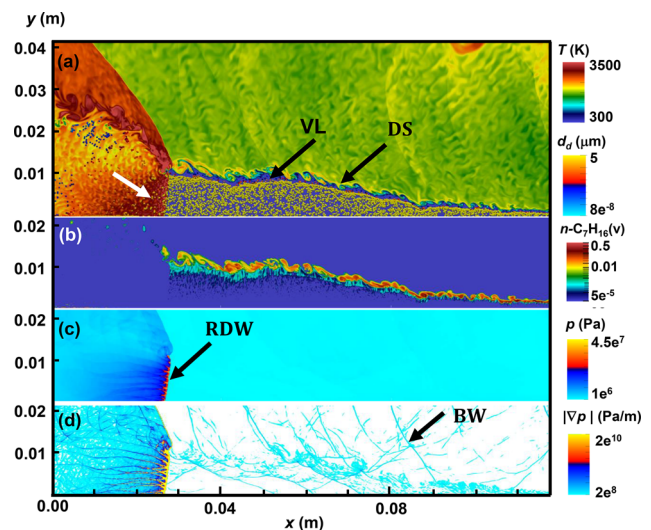 y (m)
0.04
(a)
0.03
0.02
VL
DS
0.01
0.02
(b)
0.01
0.02
(c)
RDW
0.01
0.02
(d)
BW
0.01
0.00
0.04
0.08
x (m)
T (K)
3500
300
d_d (μm)
5
8e⁻⁸
n-C₇H₁₆(v)
0.5
0.01
5e⁻⁵
p (Pa)
4.5e⁷
1e⁶
|∇p| (Pa/m)
2e¹⁰
2e⁸